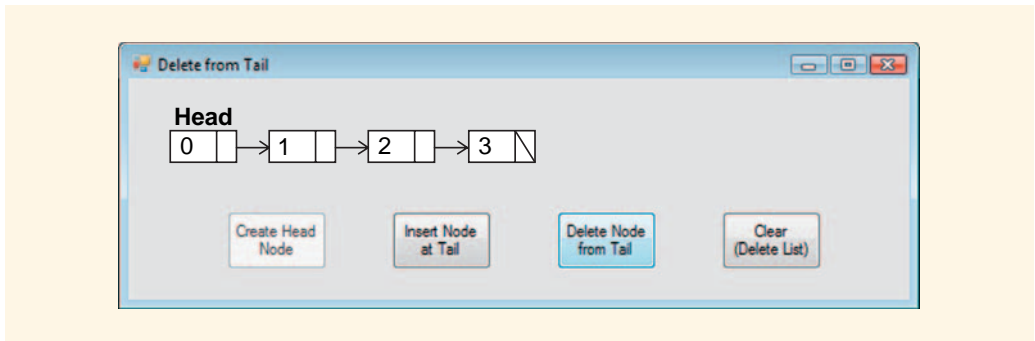 Delete from Tail
Head
0 1 2 3
Create Head
Node
Insert Node
at Tail
Delete Node
from Tail
Clear
(Delete List)